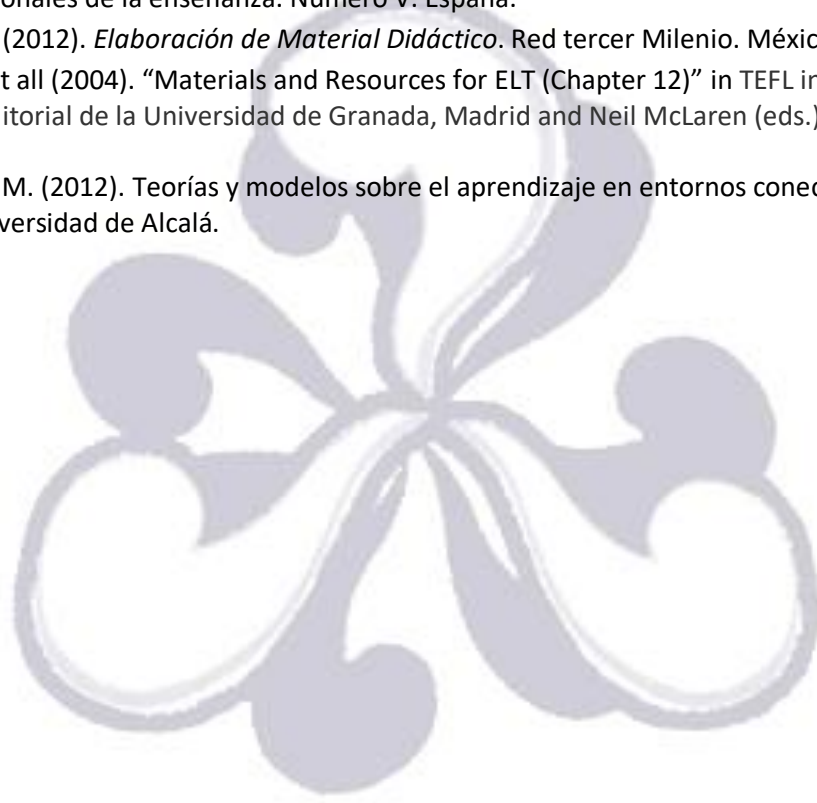 onales de la enseñanza. Número V. España.
(2012). Elaboración de Material Didáctico. Red tercer Milenio. Méxic
t all (2004). “Materials and Resources for ELT (Chapter 12)” in TEFL in
itorial de la Universidad de Granada, Madrid and Neil McLaren (eds.)
M. (2012). Teorías y modelos sobre el aprendizaje en entornos conec
versidad de Alcalá.